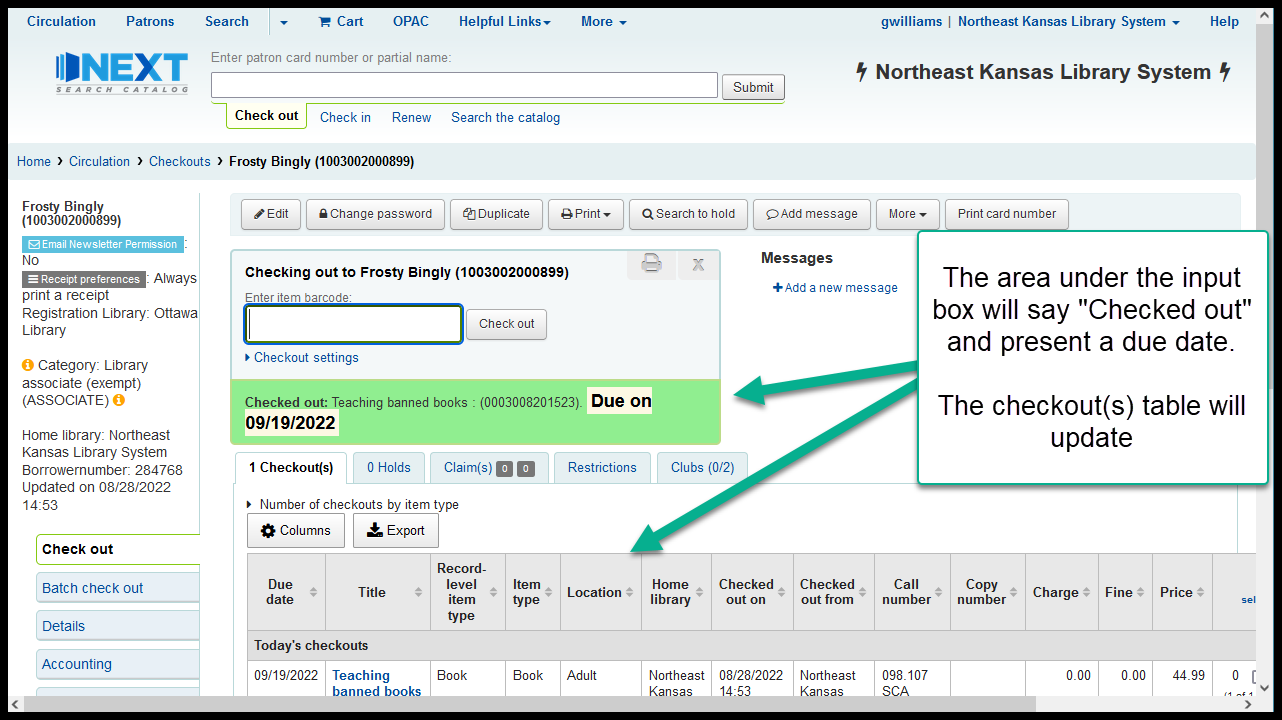 Circulation Patrons Search Cart OPAC Helpful Links More gwilliams | Northeast Kansas Library System Help
NEXT
SEARCH CATALOG
Enter patron card number or partial name:
Submit
Northeast Kansas Library System
Check out Check in Renew Search the catalog
Home › Circulation › Checkouts › Frosty Bingly (1003002000899)
Frosty Bingly
(1003002000899)
Email Newsletter Permission :
No
Receipt preferences : Always
print a receipt
Registration Library: Ottawa
Library
Category: Library
associate (exempt)
(ASSOCIATE)
Home library: Northeast
Kansas Library System
Borrowernumber: 284768
Updated on 08/28/2022
14:53
Check out
Batch check out
Details
Accounting
Edit Change password Duplicate Print Search to hold Add message More Print card number
Checking out to Frosty Bingly (1003002000899)
X
Enter item barcode:
Check out
Checkout settings
Checked out: Teaching banned books : (0003008201523). Due on
09/19/2022
Messages
+Add a new message
The area under the input
box will say "Checked out"
and present a due date.
The checkout(s) table will
update
1 Checkout(s) 0 Holds Claim(s) 0 0 Restrictions Clubs (0/2)
Number of checkouts by item type
Columns Export
Due date Title Record-level item type Item type Location Home library Checked out on Checked out from Call number Copy number Charge Fine Price sel
Today's checkouts
09/19/2022 Teaching Book Book Adult Northeast 08/28/2022 Northeast 098.107 0.00 0.00 44.99 0
banned books Kansas 14:53 Kansas SCA